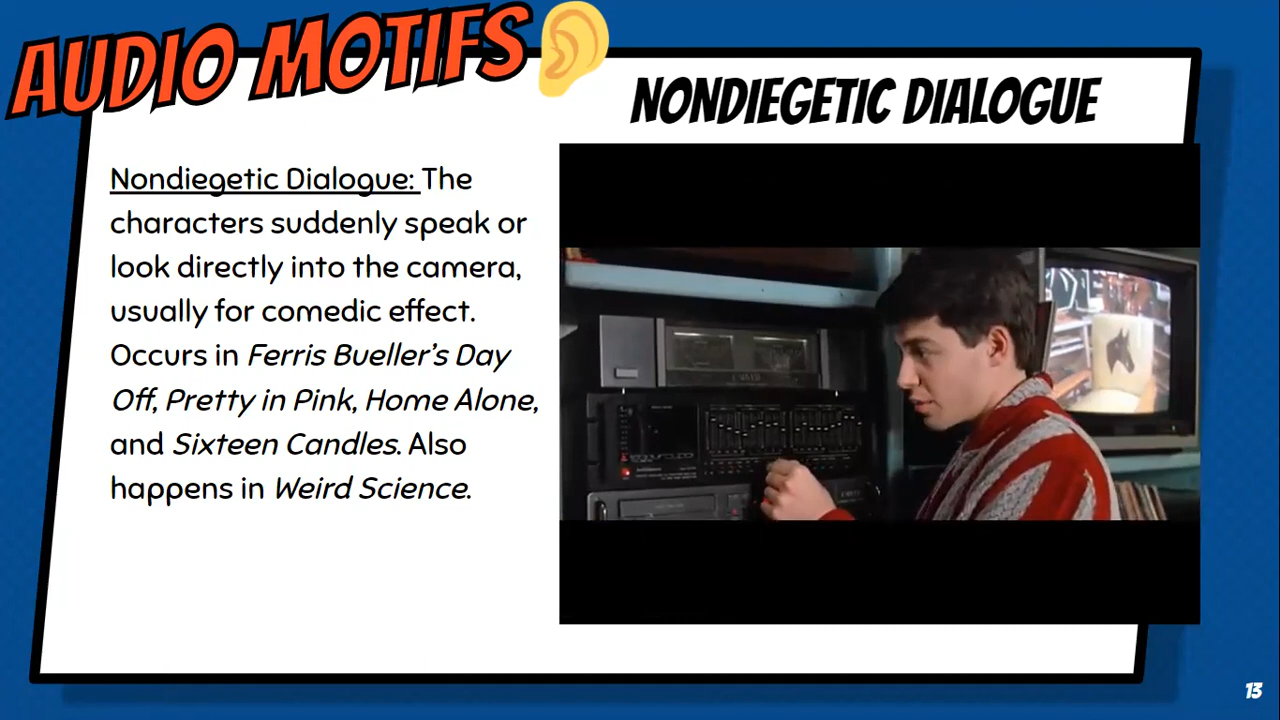 AUDIO MOTIFS
NONDIEGETIC DIALOGUE
Nondiegetic Dialogue: The
characters suddenly speak or
look directly into the camera,
usually for comedic effect.
Occurs in Ferris Bueller’s Day
Off, Pretty in Pink, Home Alone,
and Sixteen Candles. Also
happens in Weird Science.
13